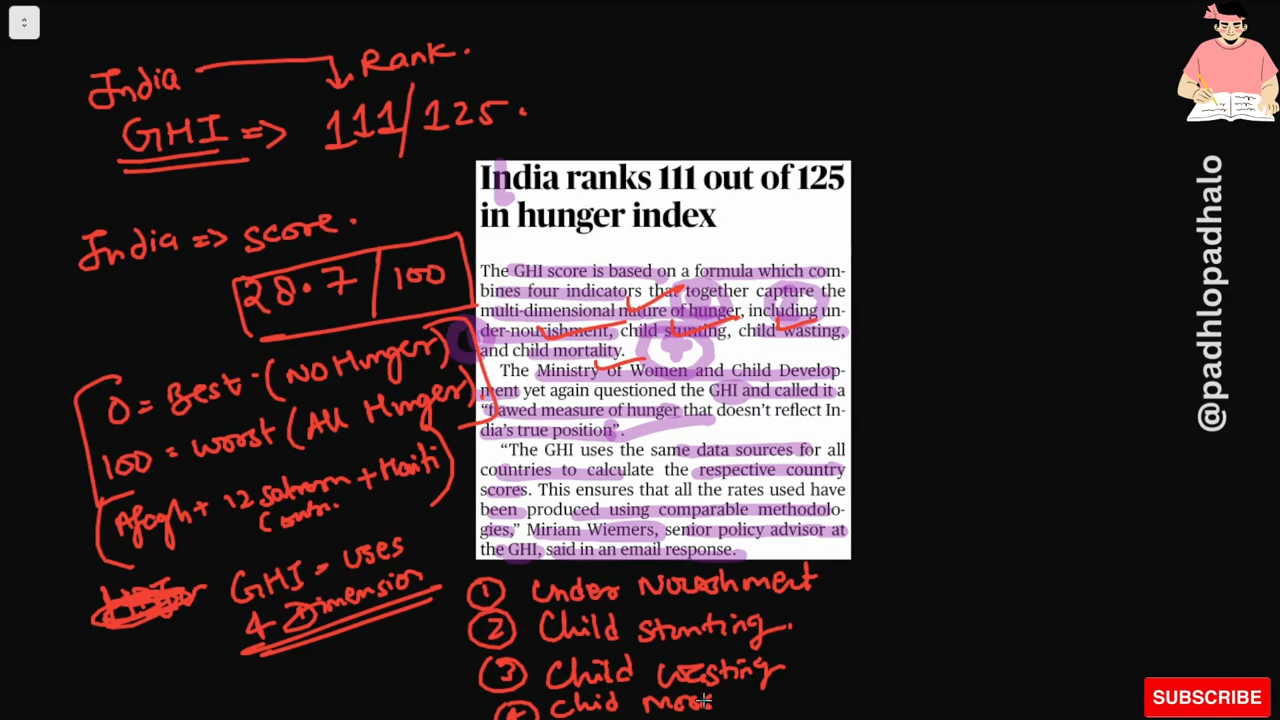 India Rank.
GHI => 111/125.
India => score.
28.7/100
0 = Best - (NO Hunger)
100 = worst (All Hunger).
(Afagh + 12 + Haiti
GHI = uses
4 Dimension
India ranks 111 out of 125
in hunger index
The GHI score is based on a formula which com-
bines four indicators that together capture the
multi-dimensional nature of hunger, including un-
der-nourishment, child stunting, child wasting,
and child mortality.
The Ministry of Women and Child Develop-
ment yet again questioned the GHI and called it a
“flawed measure of hunger that doesn’t reflect In-
dia’s true position”.
“The GHI uses the same data sources for all
countries to calculate the respective country
scores. This ensures that all the rates used have
been produced using comparable methodolo-
gies,” Miriam Wiemers, senior policy advisor at
the GHI, said in an email response.
1 Under Nourishment
2 Child stunting.
3 Child wasting
4 Chid
@padhlopadhalo
SUBSCRIBE